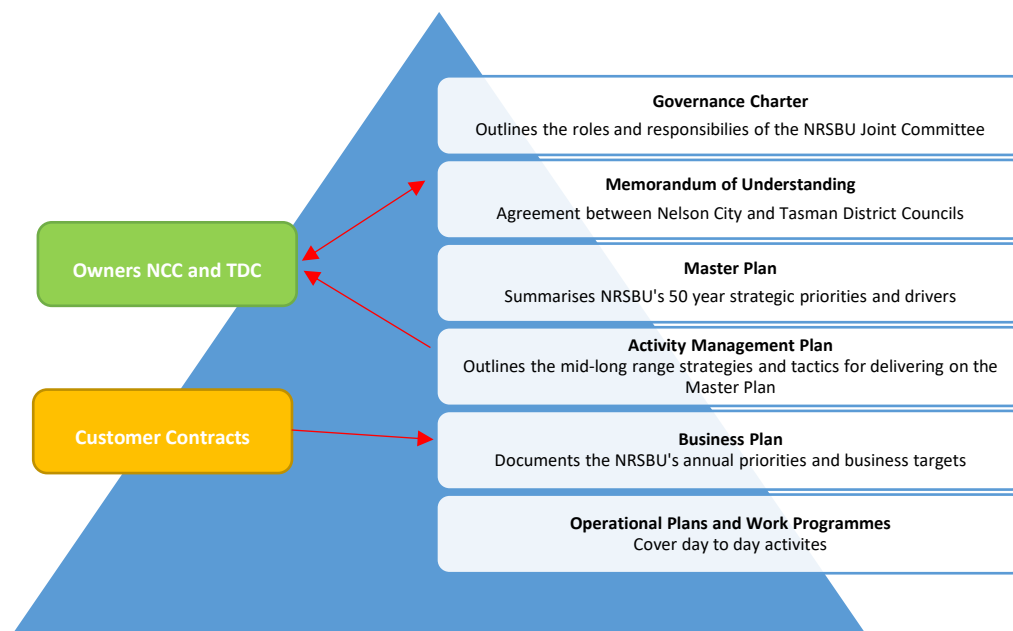 Governance Charter
Outlines the roles and responsibilies of the NRSBU Joint Committee
Memorandum of Understanding
Agreement between Nelson City and Tasman District Councils
Owners NCC and TDC
Master Plan
Summarises NRSBU's 50 year strategic priorities and drivers
Activity Management Plan
Outlines the mid-long range strategies and tactics for delivering on the
Master Plan
Customer Contracts
Business Plan
Documents the NRSBU's annual priorities and business targets
Operational Plans and Work Programmes
Cover day to day activites